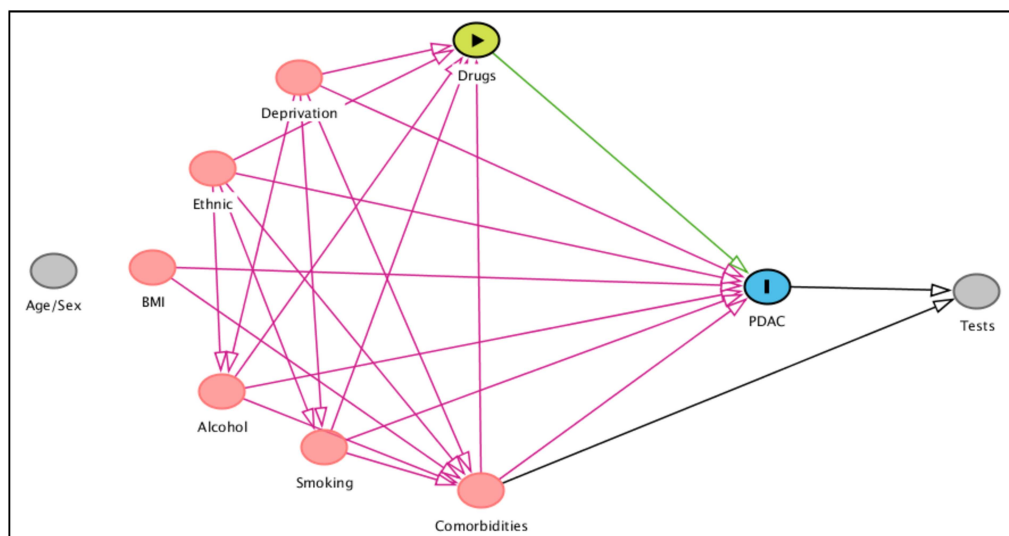 Drugs
Deprivation
Ethnic
Age/Sex
BMI
PDAC
Tests
Alcohol
Smoking
Comorbidities